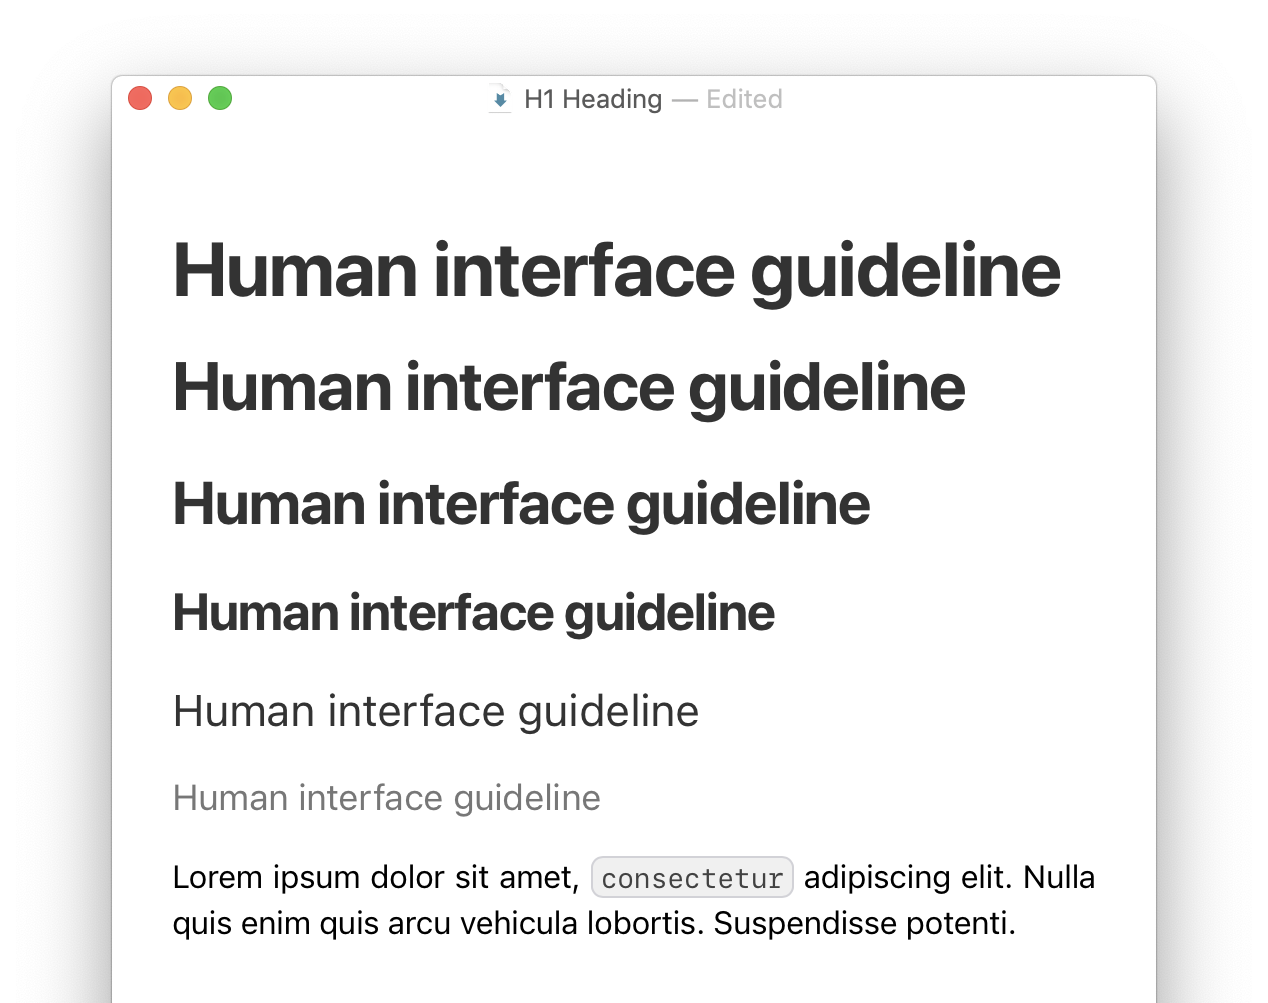 H1 Heading — Edited
Human interface guideline
Human interface guideline
Human interface guideline
Human interface guideline
Human interface guideline
Human interface guideline
Lorem ipsum dolor sit amet, consectetur adipiscing elit. Nulla
quis enim quis arcu vehicula lobortis. Suspendisse potenti.